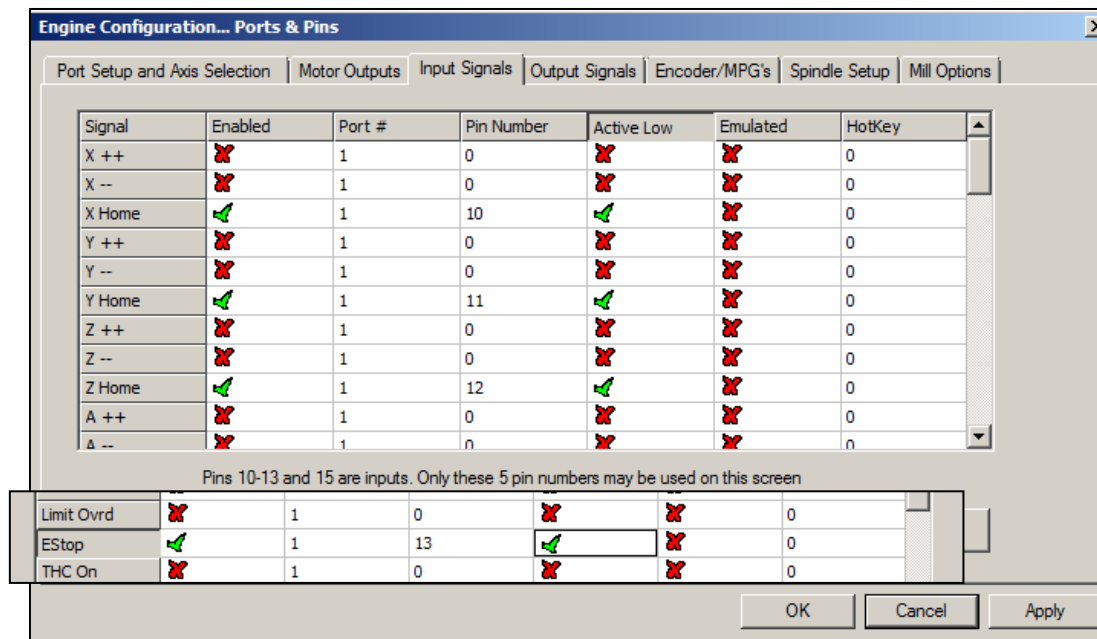 Engine Configuration... Ports & Pins
Port Setup and Axis Selection Motor Outputs Input Signals Output Signals Encoder/MPG's Spindle Setup Mill Options
Signal Enabled Port # Pin Number Active Low Emulated HotKey
X ++ 1 0 0
X -- 1 0 0
X Home 1 10 0
Y ++ 1 0 0
Y -- 1 0 0
Y Home 1 11 0
Z ++ 1 0 0
Z -- 1 0 0
Z Home 1 12 0
A ++ 1 0 0
A -- 1 0 0
Pins 10-13 and 15 are inputs. Only these 5 pin numbers may be used on this screen
Limit Ovrd 1 0 0
EStop 1 13 0
THC On 1 0 0
OK Cancel Apply